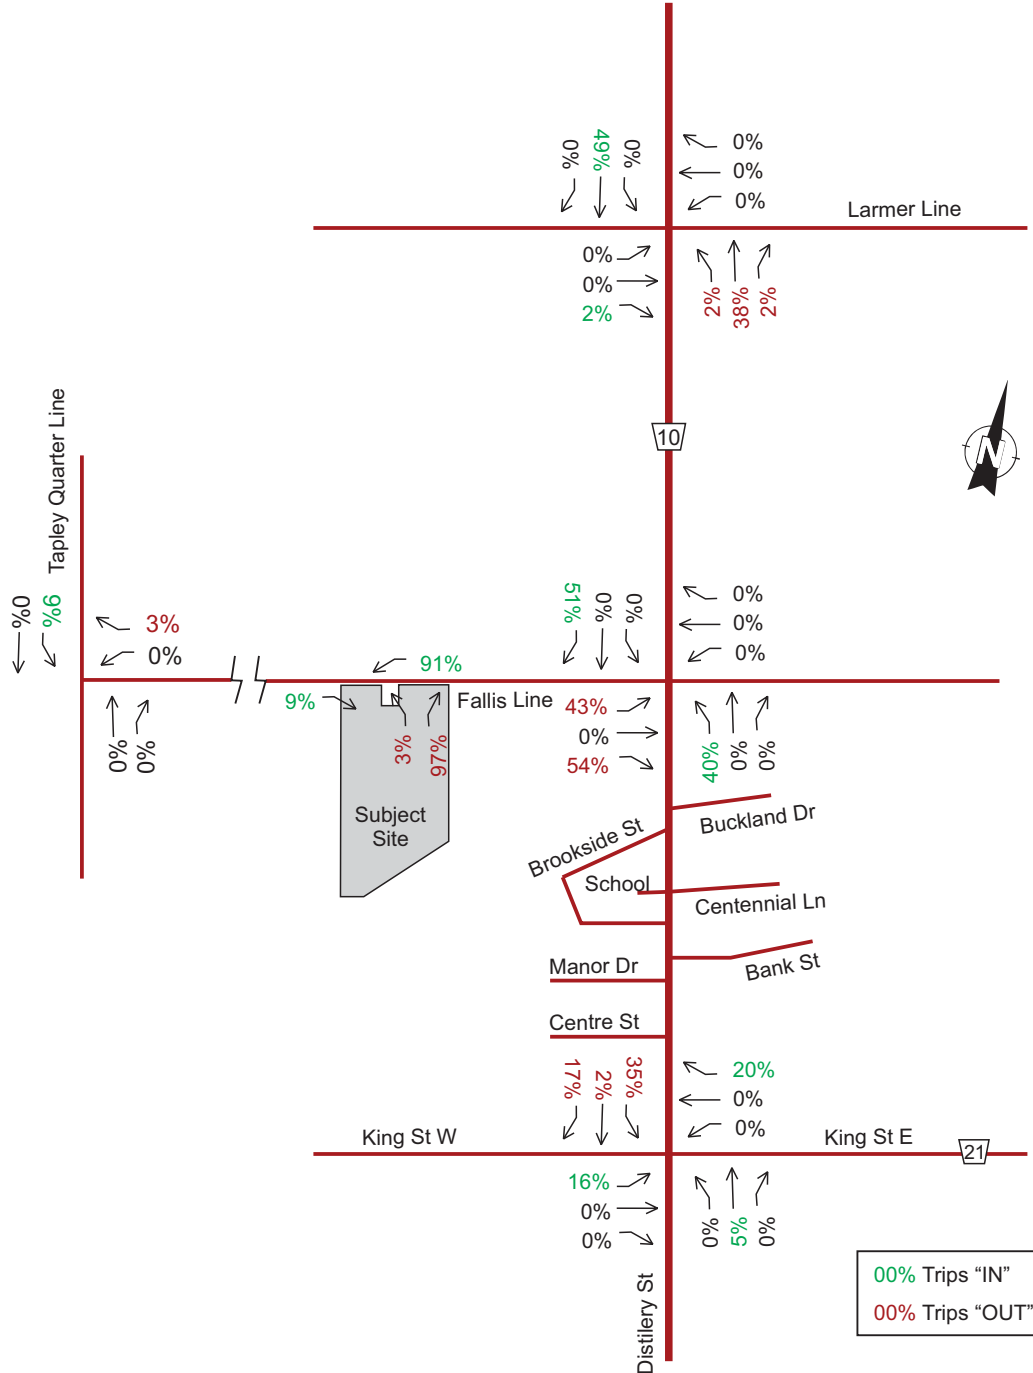 0%
49%
0%
0%
0%
0%
Larmer Line
0%
0%
2%
2%
38%
2%
10
N
Tapley Quarter Line
0%
9%
3%
0%
0%
0%
91%
9%
Fallis Line
3%
97%
Subject
Site
51%
0%
0%
0%
0%
0%
43%
0%
54%
40%
0%
0%
Buckland Dr
Brookside St
School
Centennial Ln
Bank St
Manor Dr
Centre St
17%
2%
35%
20%
0%
0%
King St W
King St E
21
16%
0%
0%
0%
5%
0%
Distilery St
00% Trips “IN”
00% Trips “OUT”